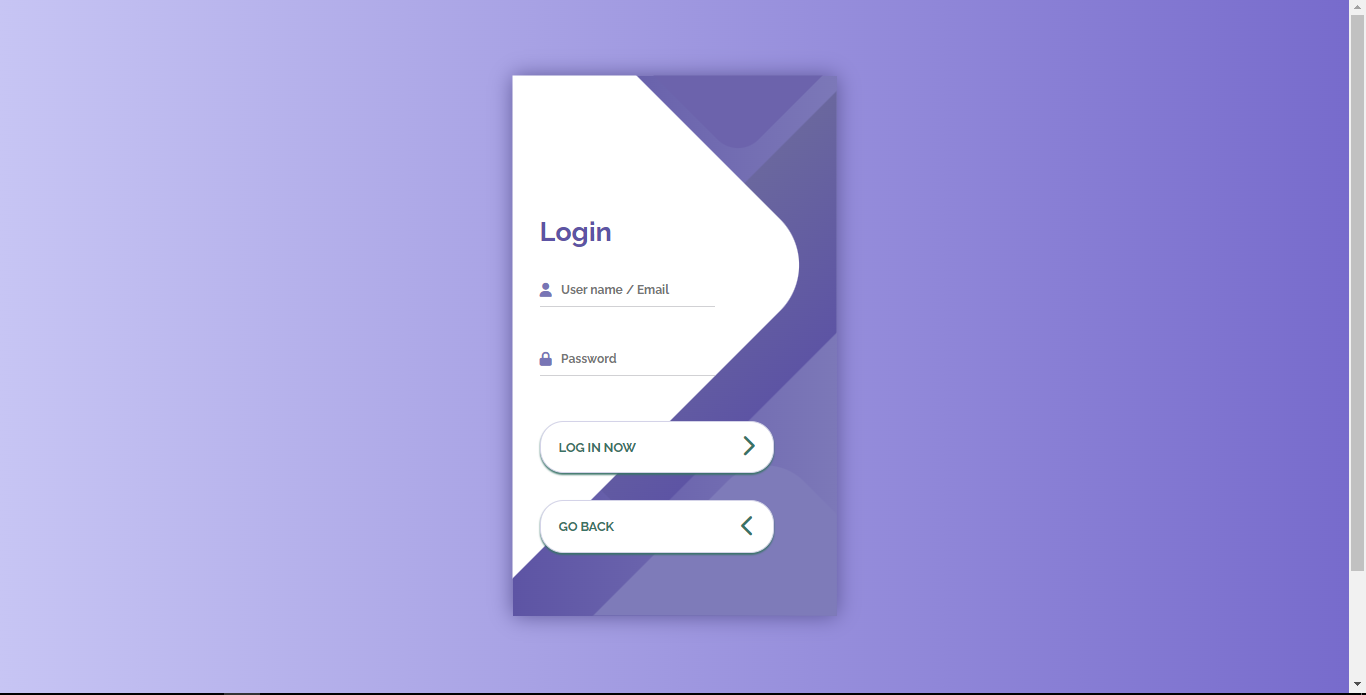 Login
User name / Email
Password
LOG IN NOW
GO BACK